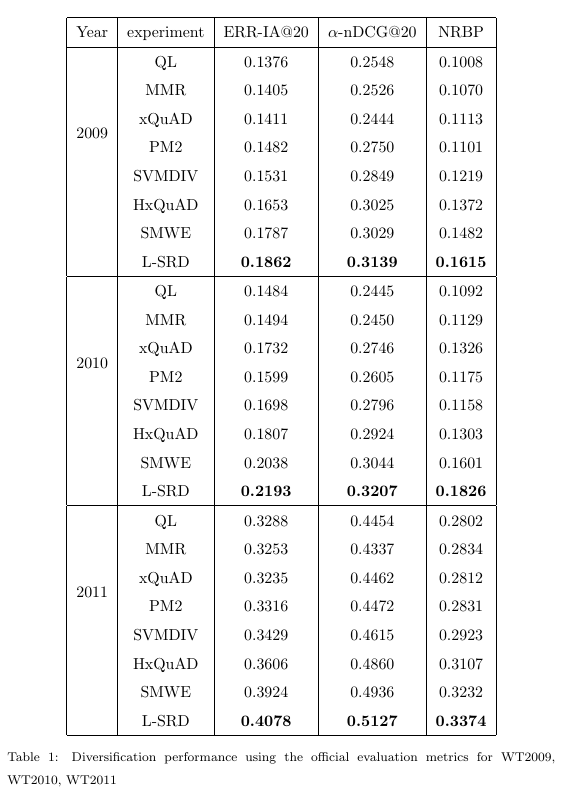 Year experiment ERR-IA@20 α-nDCG@20 NRBP
QL 0.1376 0.2548 0.1008
MMR 0.1405 0.2526 0.1070
xQuAD 0.1411 0.2444 0.1113
2009
PM2 0.1482 0.2750 0.1101
SVMDIV 0.1531 0.2849 0.1219
HxQuAD 0.1653 0.3025 0.1372
SMWE 0.1787 0.3029 0.1482
L-SRD 0.1862 0.3139 0.1615
QL 0.1484 0.2445 0.1092
MMR 0.1494 0.2450 0.1129
xQuAD 0.1732 0.2746 0.1326
2010
PM2 0.1599 0.2605 0.1175
SVMDIV 0.1698 0.2796 0.1158
HxQuAD 0.1807 0.2924 0.1303
SMWE 0.2038 0.3044 0.1601
L-SRD 0.2193 0.3207 0.1826
QL 0.3288 0.4454 0.2802
MMR 0.3253 0.4337 0.2834
xQuAD 0.3235 0.4462 0.2812
2011
PM2 0.3316 0.4472 0.2831
SVMDIV 0.3429 0.4615 0.2923
HxQuAD 0.3606 0.4860 0.3107
SMWE 0.3924 0.4936 0.3232
L-SRD 0.4078 0.5127 0.3374
Table 1: Diversification performance using the official evaluation metrics for WT2009,
WT2010, WT2011